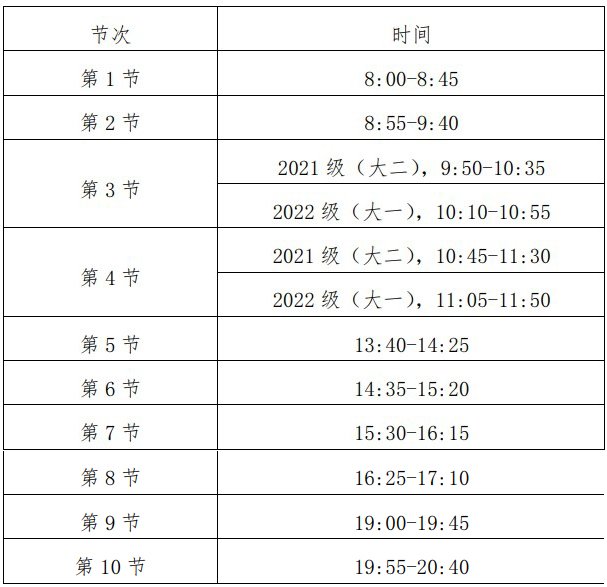 节次 时间
第 1 节 8:00-8:45
第 2 节 8:55-9:40
第 3 节
2021 级（大二），9:50-10:35
2022 级（大一），10:10-10:55
第 4 节
2021 级（大二），10:45-11:30
2022 级（大一），11:05-11:50
第 5 节 13:40-14:25
第 6 节 14:35-15:20
第 7 节 15:30-16:15
第 8 节 16:25-17:10
第 9 节 19:00-19:45
第 10 节 19:55-20:40